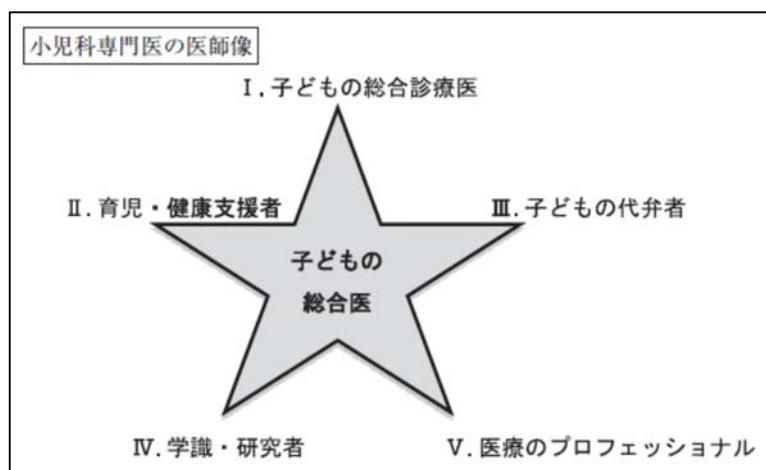 小児科専門医の医師像
Ⅰ.子どもの総合診療医
Ⅱ.育児・健康支援者
Ⅲ.子どもの代弁者
子どもの
総合医
Ⅳ.学識・研究者
Ⅴ.医療のプロフェッショナル